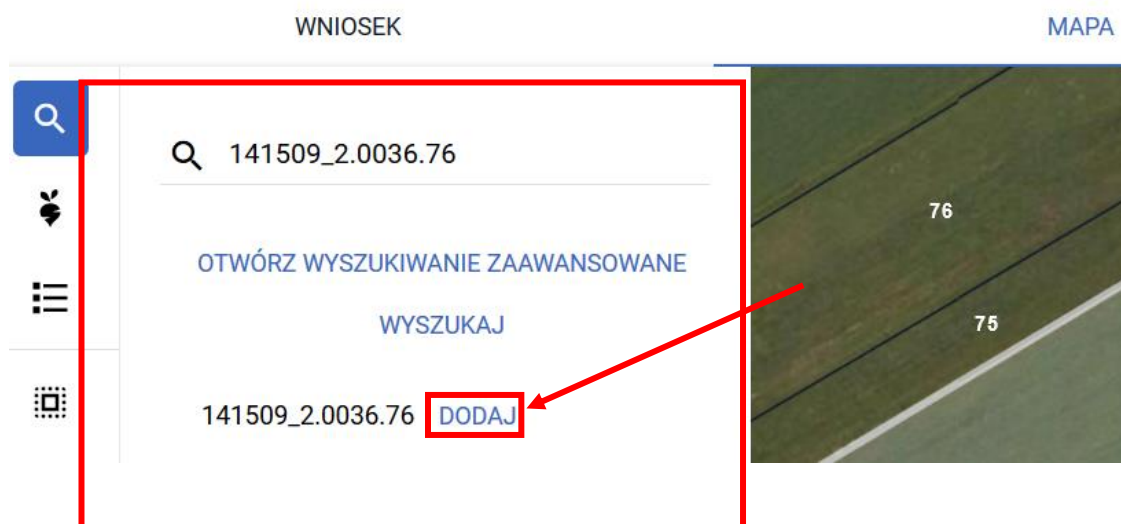 WNIOSEK
MAPA
141509_2.0036.76
OTWÓRZ WYSZUKIWANIE ZAAWANSOWANE
WYSZUKAJ
141509_2.0036.76 DODAJ
76
75